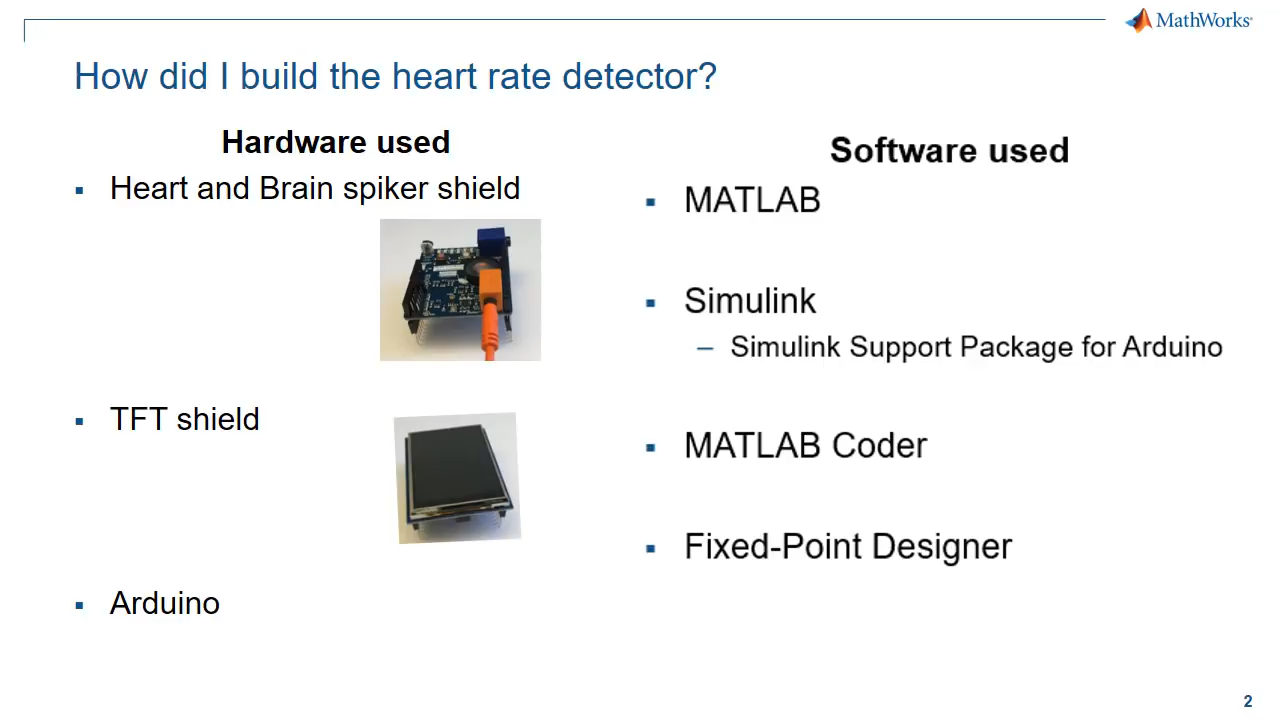 MathWorks
How did I build the heart rate detector?
Hardware used
Heart and Brain spiker shield
TFT shield
Arduino
Software used
MATLAB
Simulink
– Simulink Support Package for Arduino
MATLAB Coder
Fixed-Point Designer
2